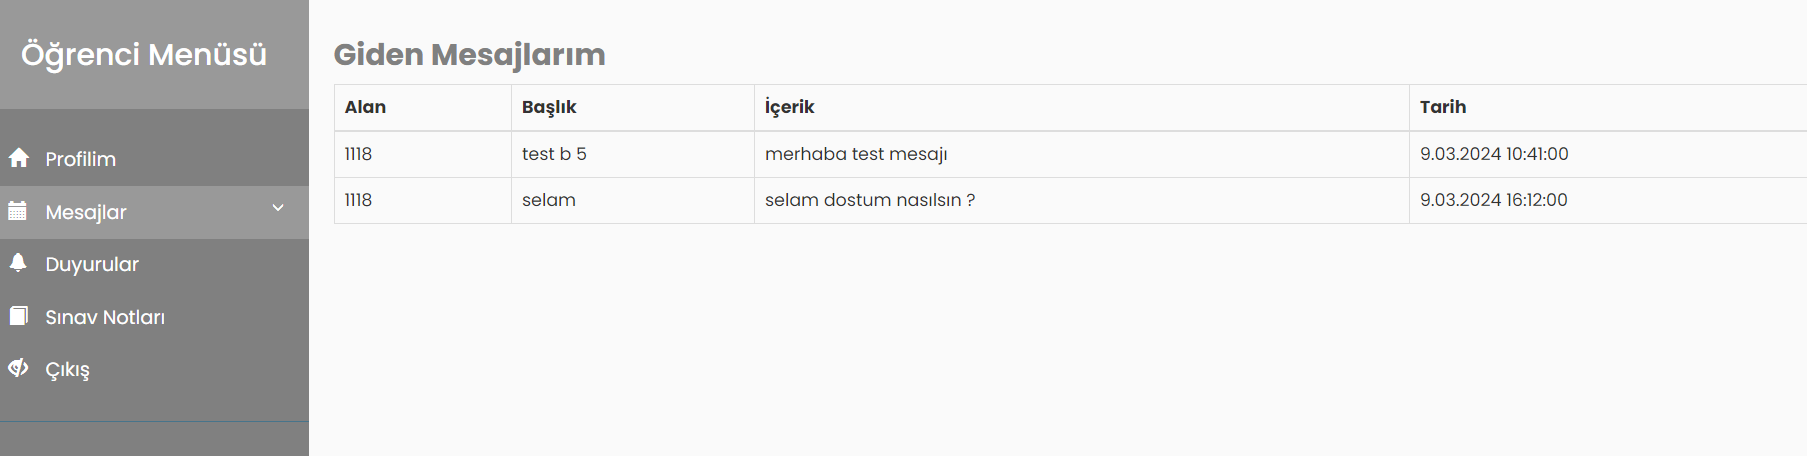 Öğrenci Menüsü
Profilim
Mesajlar
Duyurular
Sınav Notları
Çıkış
Giden Mesajlarım
Alan Başlık İçerik Tarih
1118 test b 5 merhaba test mesajı 9.03.2024 10:41:00
1118 selam selam dostum nasılsın ? 9.03.2024 16:12:00